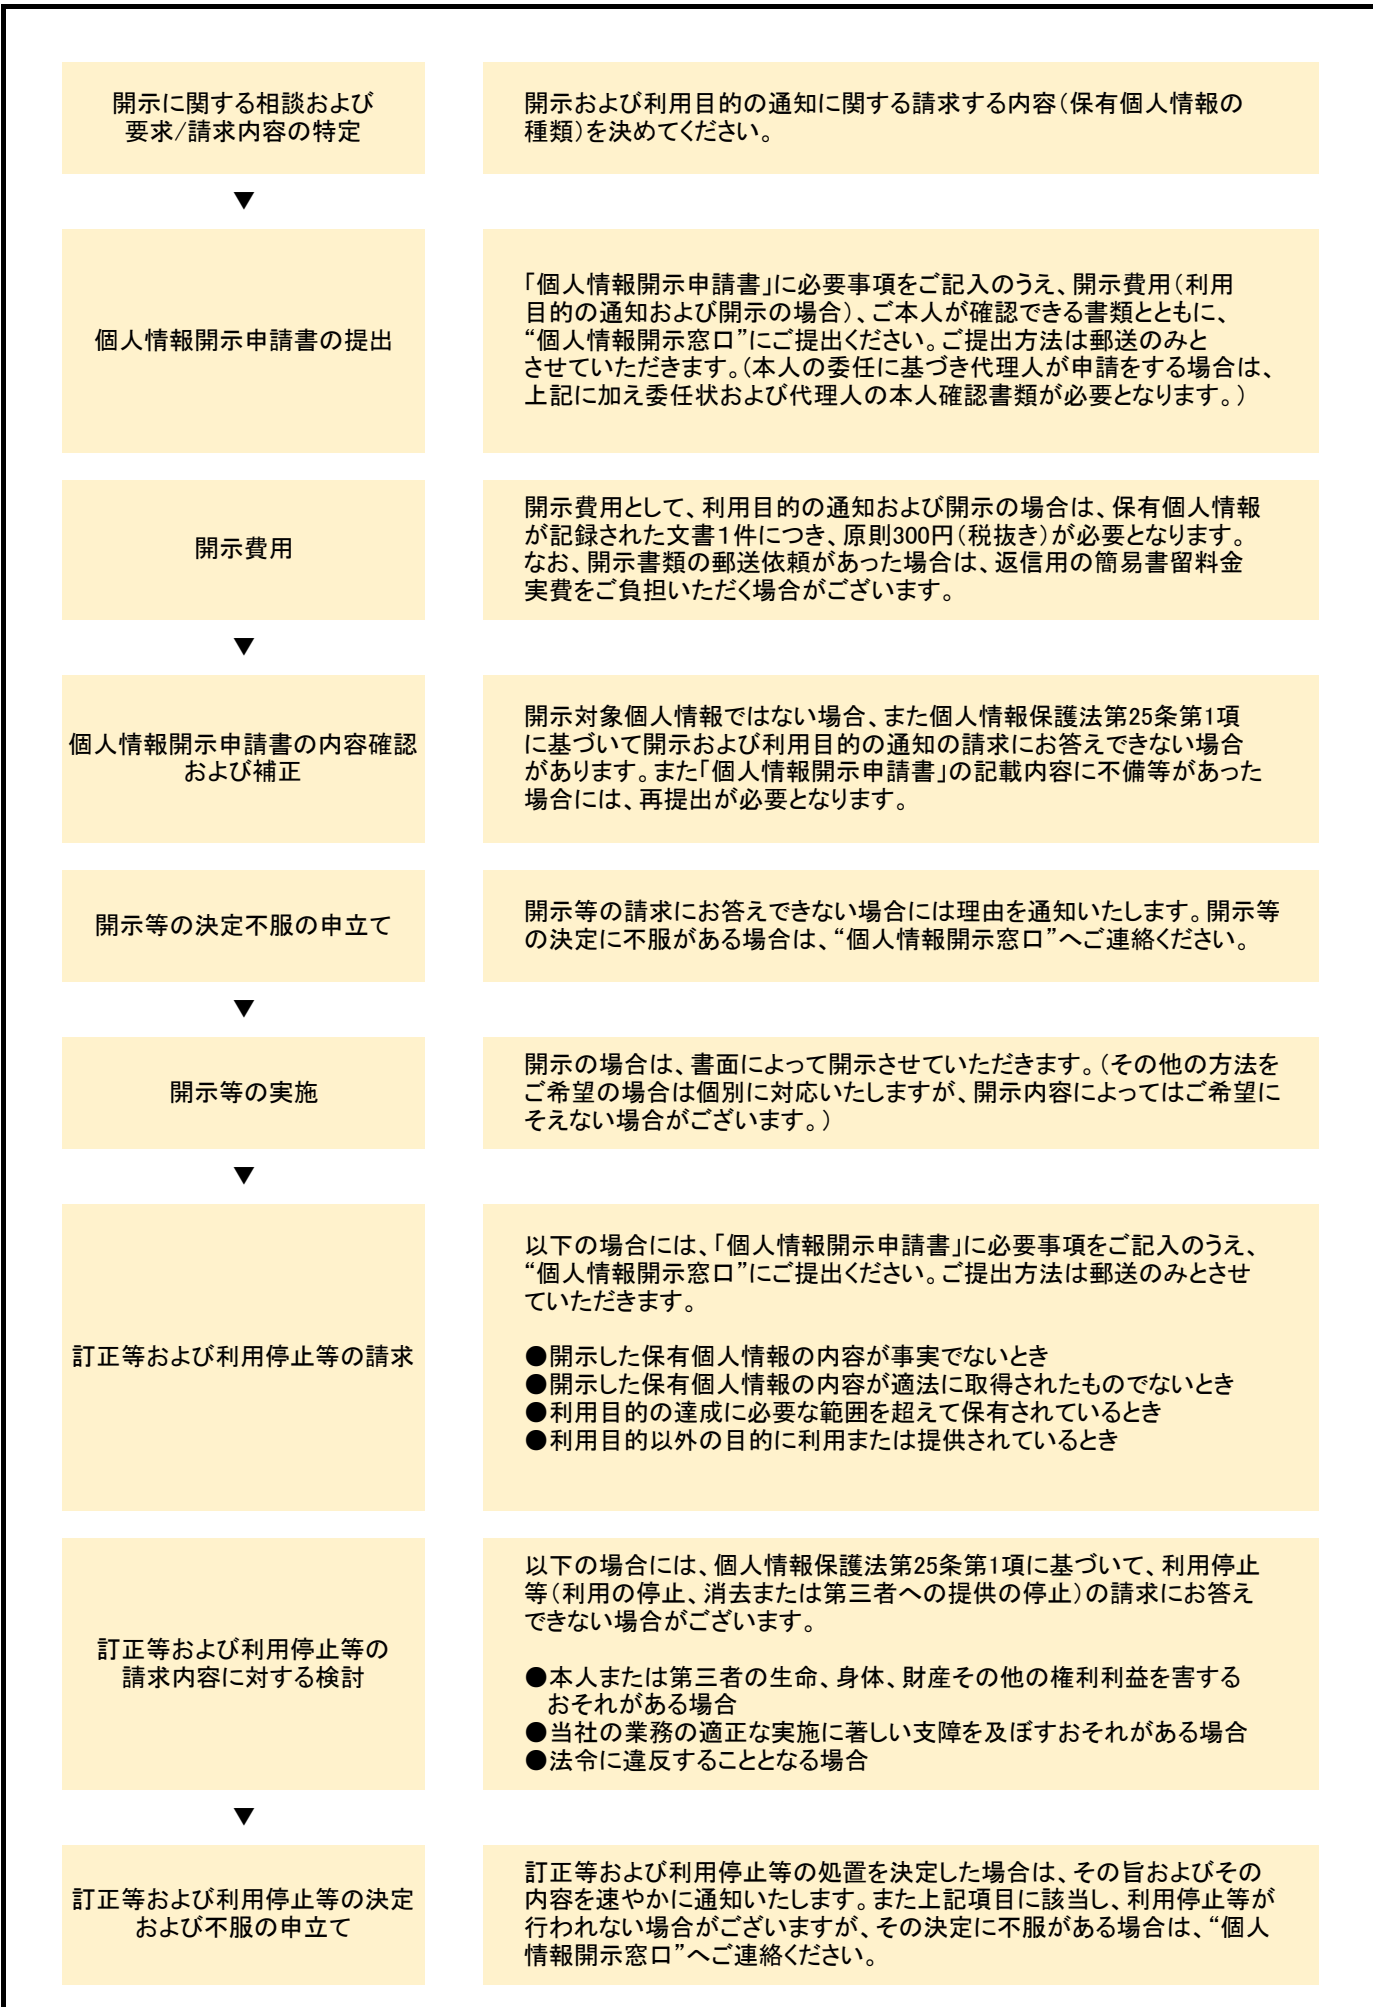 開示に関する相談および
要求/請求内容の特定
開示および利用目的の通知に関する請求する内容（保有個人情報の
種類）を決めてください。
▼
個人情報開示申請書の提出
「個人情報開示申請書」に必要事項をご記入のうえ、開示費用（利用
目的の通知および開示の場合）、ご本人が確認できる書類とともに、
“個人情報開示窓口”にご提出ください。ご提出方法は郵送のみと
させていただきます。（本人の委任に基づき代理人が申請をする場合は、
上記に加え委任状および代理人の本人確認書類が必要となります。）
開示費用
開示費用として、利用目的の通知および開示の場合は、保有個人情報
が記録された文書１件につき、原則300円（税抜き）が必要となります。
なお、開示書類の郵送依頼があった場合は、返信用の簡易書留料金
実費をご負担いただく場合がございます。
▼
個人情報開示申請書の内容確認
および補正
開示対象個人情報ではない場合、また個人情報保護法第25条第1項
に基づいて開示および利用目的の通知の請求にお答えできない場合
があります。また「個人情報開示申請書」の記載内容に不備等があった
場合には、再提出が必要となります。
開示等の決定不服の申立て
開示等の請求にお答えできない場合には理由を通知いたします。開示等
の決定に不服がある場合は、“個人情報開示窓口”へご連絡ください。
▼
開示等の実施
開示の場合は、書面によって開示させていただきます。（その他の方法を
ご希望の場合は個別に対応いたしますが、開示内容によってはご希望に
そえない場合がございます。）
▼
訂正等および利用停止等の請求
以下の場合には、「個人情報開示申請書」に必要事項をご記入のうえ、
“個人情報開示窓口”にご提出ください。ご提出方法は郵送のみとさせ
ていただきます。
●開示した保有個人情報の内容が事実でないとき
●開示した保有個人情報の内容が適法に取得されたものでないとき
●利用目的の達成に必要な範囲を超えて保有されているとき
●利用目的以外の目的に利用または提供されているとき
訂正等および利用停止等の
請求内容に対する検討
以下の場合には、個人情報保護法第25条第1項に基づいて、利用停止
等（利用の停止、消去または第三者への提供の停止）の請求にお答え
できない場合がございます。
●本人または第三者の生命、身体、財産その他の権利利益を害する
おそれがある場合
●当社の業務の適正な実施に著しい支障を及ぼすおそれがある場合
●法令に違反することとなる場合
▼
訂正等および利用停止等の決定
および不服の申立て
訂正等および利用停止等の処置を決定した場合は、その旨およびその
内容を速やかに通知いたします。また上記項目に該当し、利用停止等が
行われない場合がございますが、その決定に不服がある場合は、“個人
情報開示窓口”へご連絡ください。